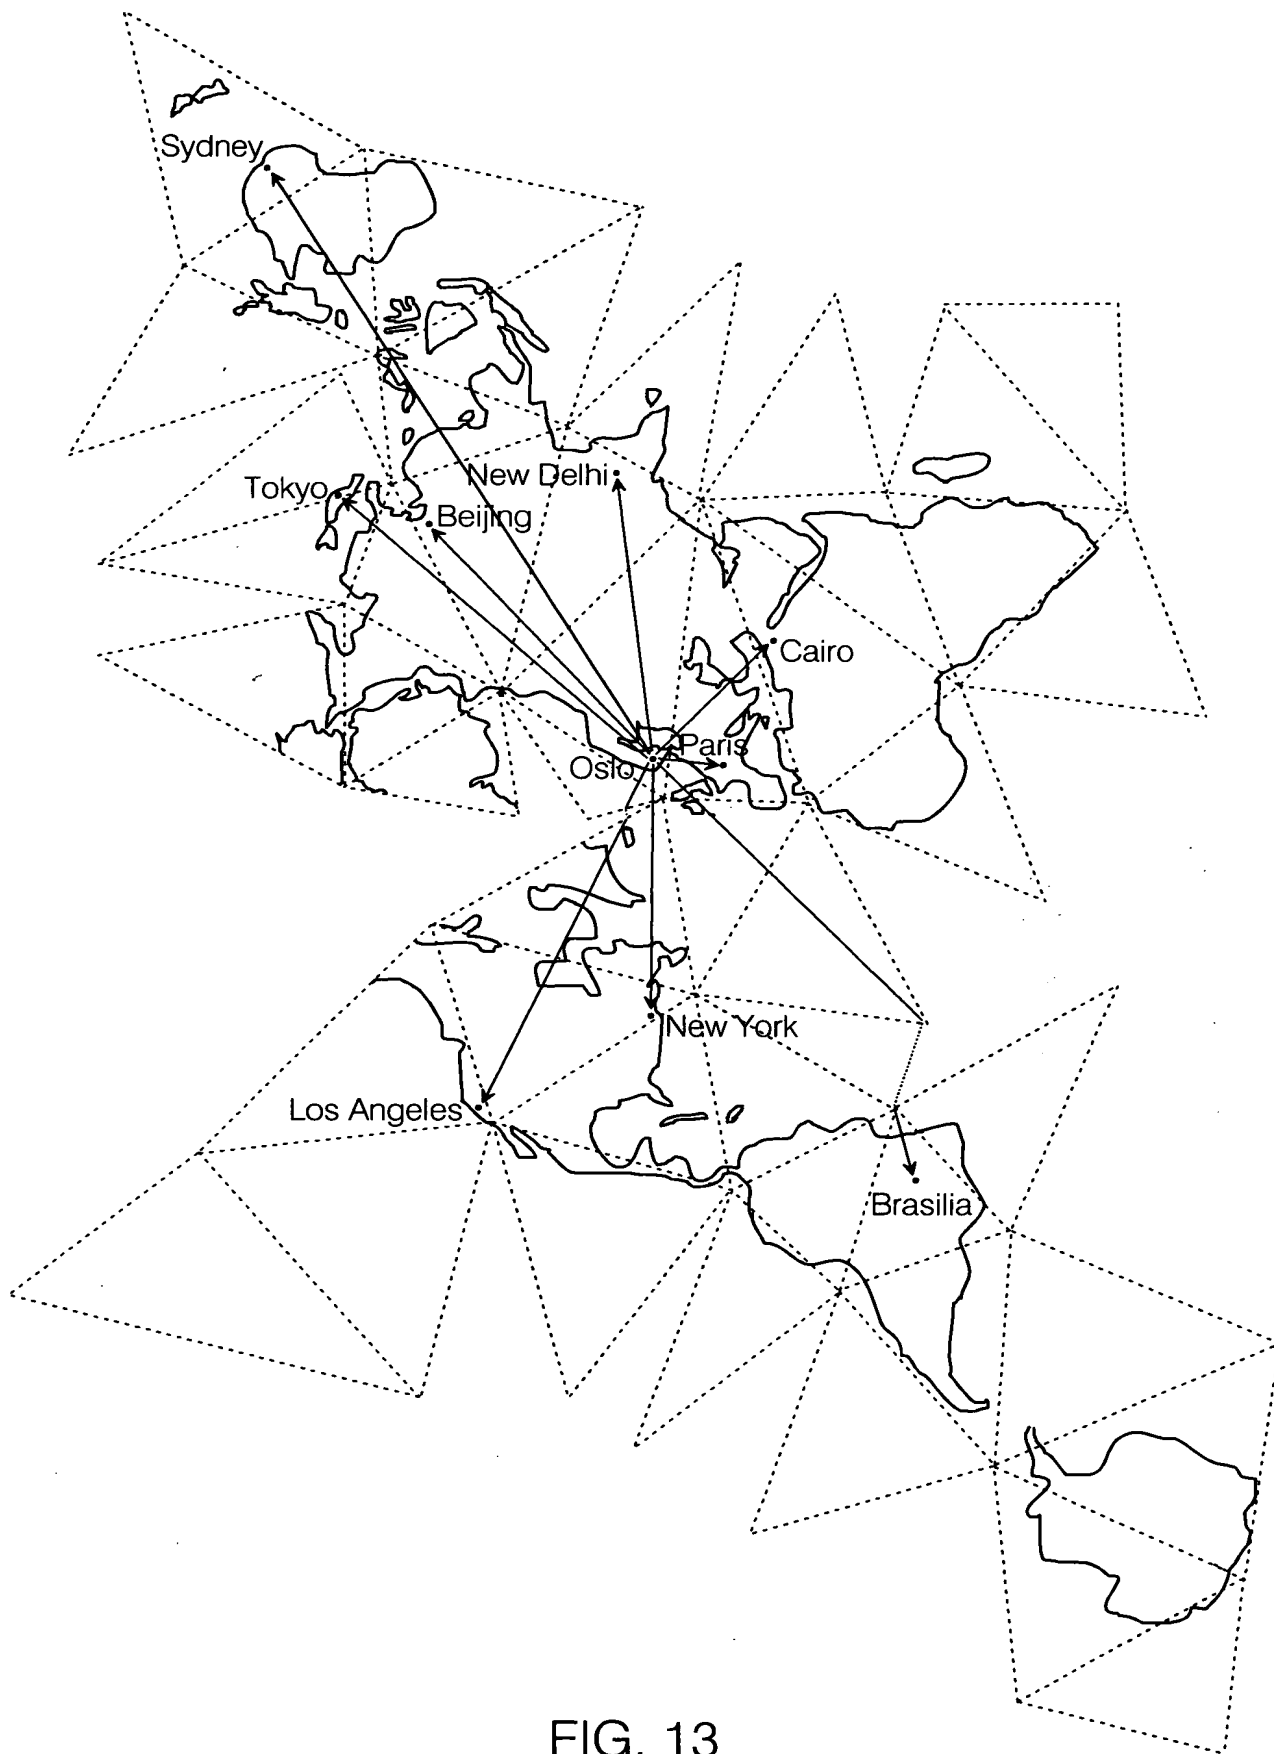 Sydney
New Delhi
Tokyo
Beijing
Cairo
Paris
Oslo
New York
Los Angeles
Brasilia
FIG. 13